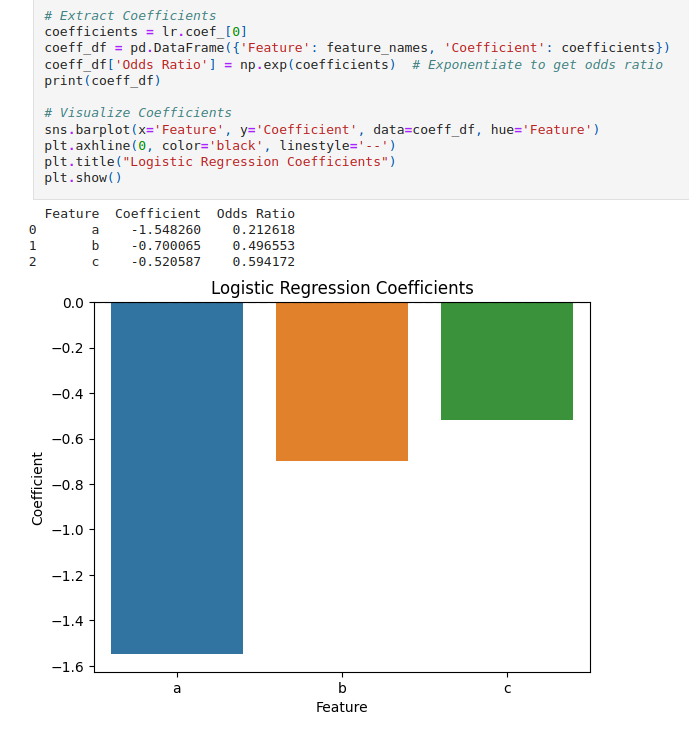 # Extract Coefficients
coefficients = lr.coef_[0]
coeff_df = pd.DataFrame({'Feature': feature_names, 'Coefficient': coefficients})
coeff_df['Odds Ratio'] = np.exp(coefficients)  # Exponentiate to get odds ratio
print(coeff_df)

# Visualize Coefficients
sns.barplot(x='Feature', y='Coefficient', data=coeff_df, hue='Feature')
plt.axhline(0, color='black', linestyle='--')
plt.title("Logistic Regression Coefficients")
plt.show()

  Feature  Coefficient  Odds Ratio
0       a    -1.548260    0.212618
1       b    -0.700065    0.496553
2       c    -0.520587    0.594172
Logistic Regression Coefficients
0.0
−0.2
−0.4
−0.6
−0.8
−1.0
−1.2
−1.4
−1.6
Coefficient
a b c
Feature